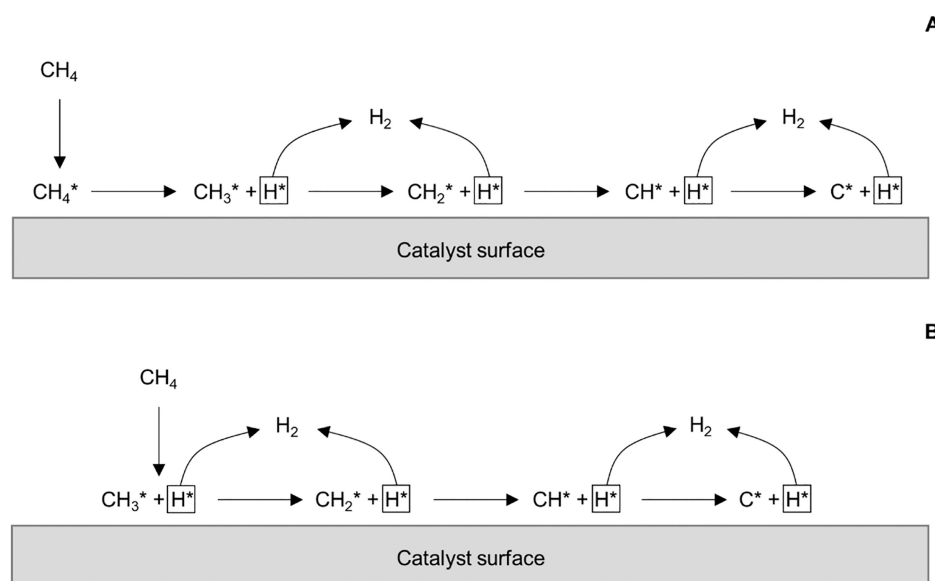 A
CH₄
H₂ H₂
CH₄* CH₃* + H* CH₂* + H* CH* + H* C* + H*
Catalyst surface
B
CH₄
H₂ H₂
CH₃* + H* CH₂* + H* CH* + H* C* + H*
Catalyst surface